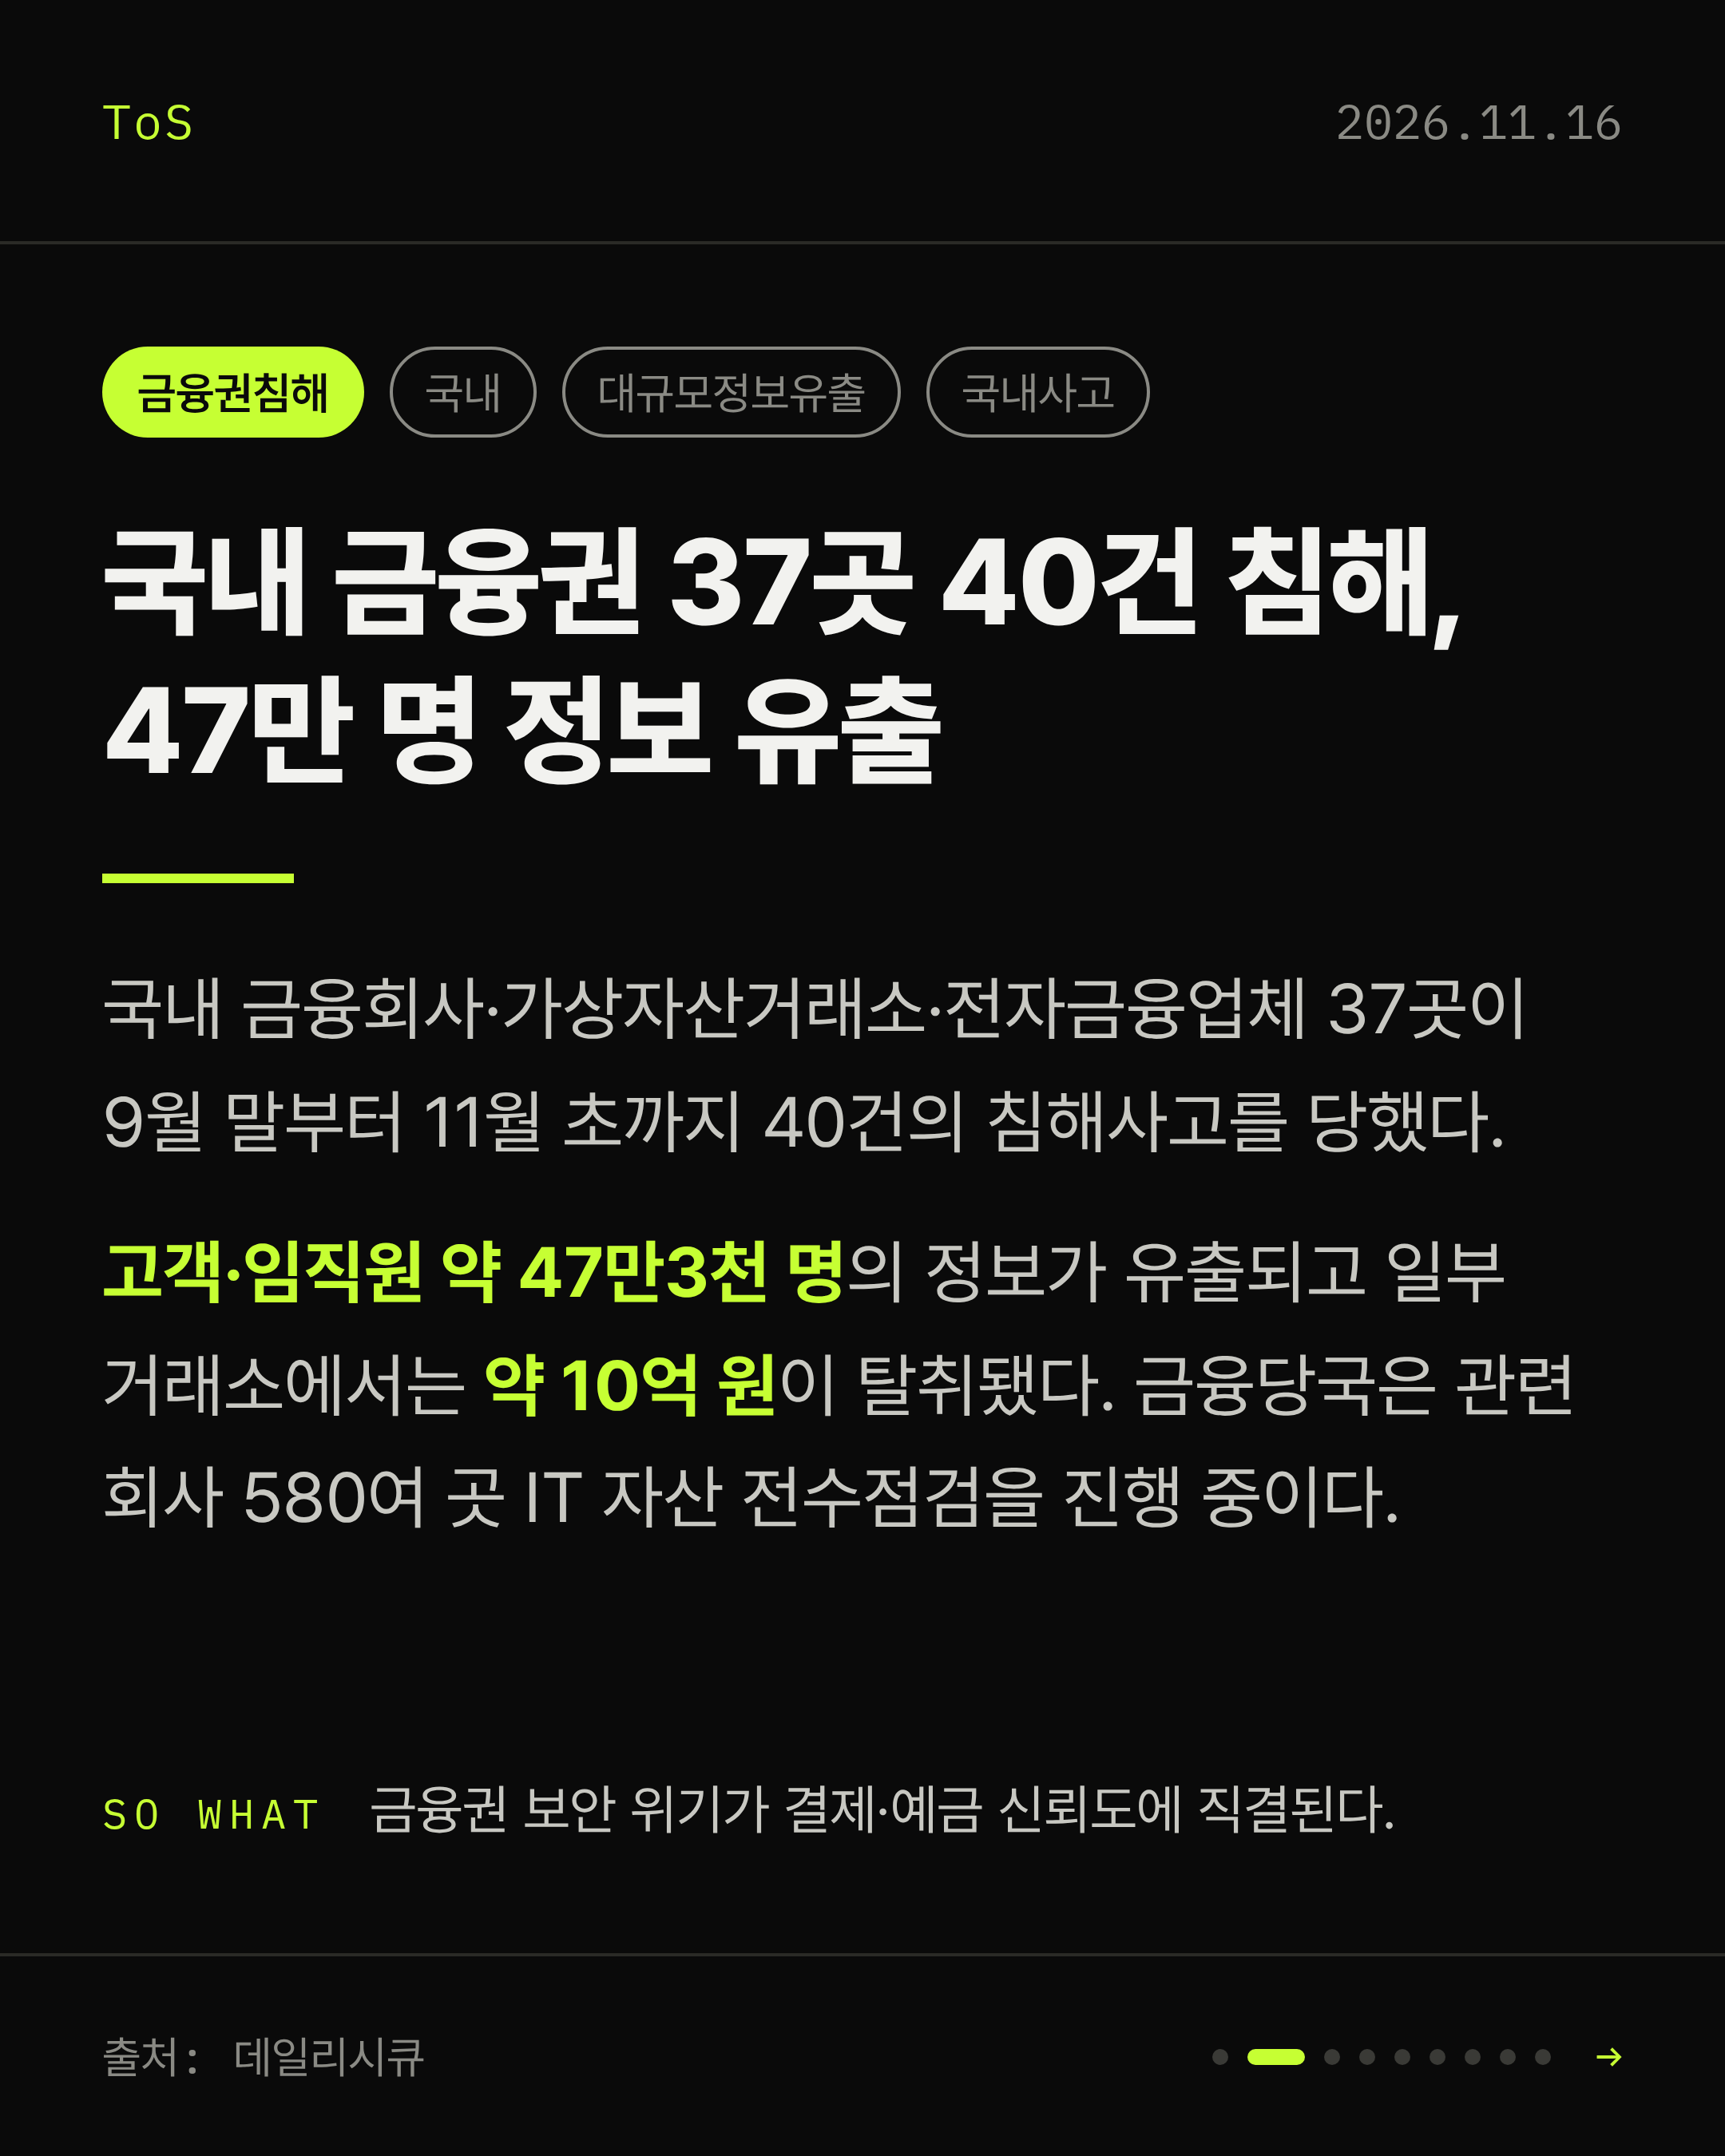 ToS
2026.11.16
금융권침해 국내 대규모정보유출 국내사고
국내 금융권 37곳 40건 침해,
47만 명 정보 유출
국내 금융회사·가상자산거래소·전자금융업체 37곳이
9월 말부터 11월 초까지 40건의 침해사고를 당했다.
고객·임직원 약 47만3천 명의 정보가 유출되고 일부
거래소에서는 약 10억 원이 탈취됐다. 금융당국은 관련
회사 580여 곳 IT 자산 전수점검을 진행 중이다.
SO WHAT 금융권 보안 위기가 결제·예금 신뢰도에 직결된다.
출처: 데일리시큐
→